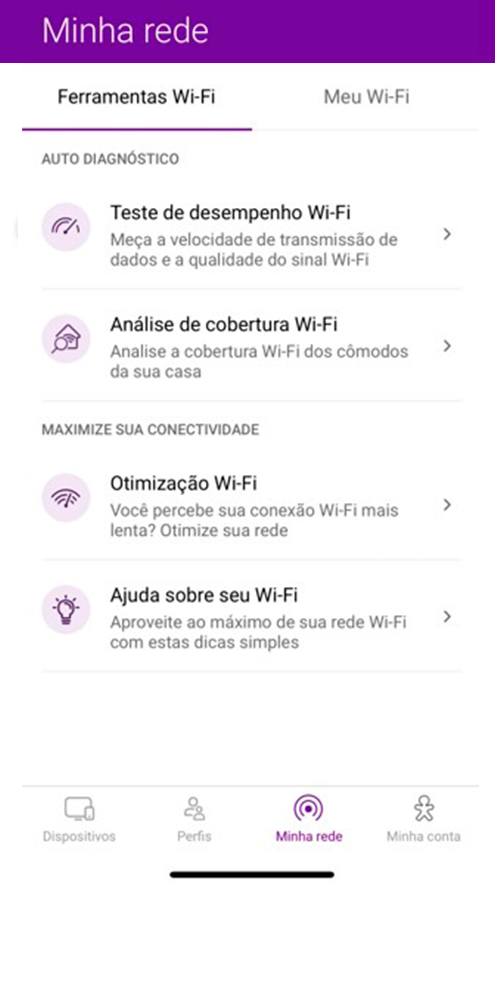 Minha rede
Ferramentas Wi-Fi
Meu Wi-Fi
AUTO DIAGNÓSTICO
Teste de desempenho Wi-Fi
Meça a velocidade de transmissão de
dados e a qualidade do sinal Wi-Fi
Análise de cobertura Wi-Fi
Analise a cobertura Wi-Fi dos cômodos
da sua casa
MAXIMIZE SUA CONECTIVIDADE
Otimização Wi-Fi
Você percebe sua conexão Wi-Fi mais
lenta? Otimize sua rede
Ajuda sobre seu Wi-Fi
Aproveite ao máximo de sua rede Wi-Fi
com estas dicas simples
Dispositivos
Perfis
Minha rede
Minha conta